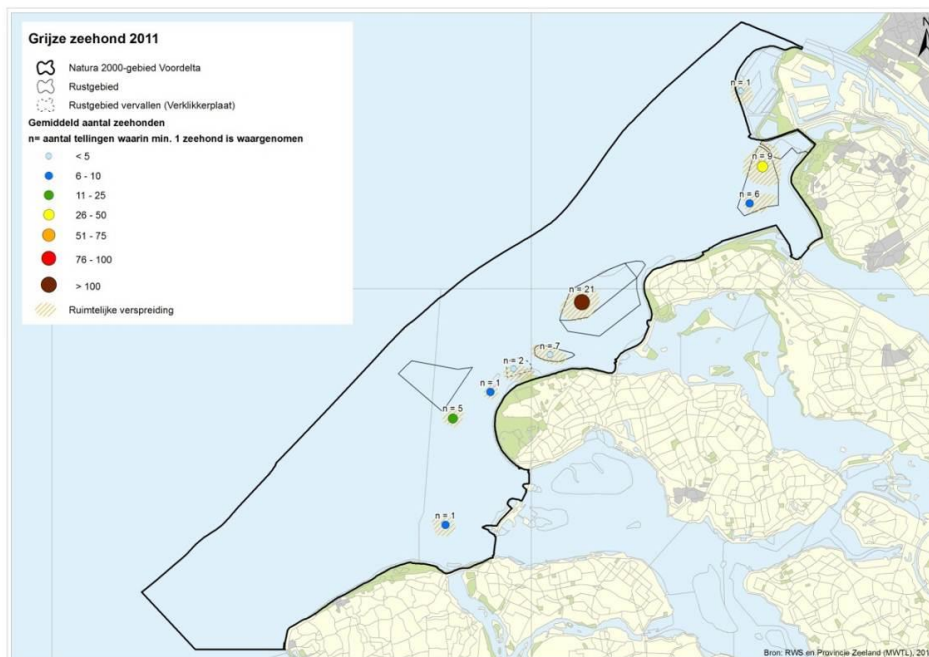 Grijze zeehond 2011
Natura 2000-gebied Voordelta
Rustgebied
Rustgebied vervallen (Verklikkerplaat)
Gemiddeld aantal zeehonden
n= aantal tellingen waarin min. 1 zeehond is waargenomen
< 5
6 - 10
11 - 25
26 - 50
51 - 75
76 - 100
> 100
Ruimtelijke verspreiding
N
n = 1
n = 9
n = 6
n = 21
n = 7
n = 2
n = 1
n = 5
n = 1
Bron: RWS en Provincie Zeeland (MWTL), 201